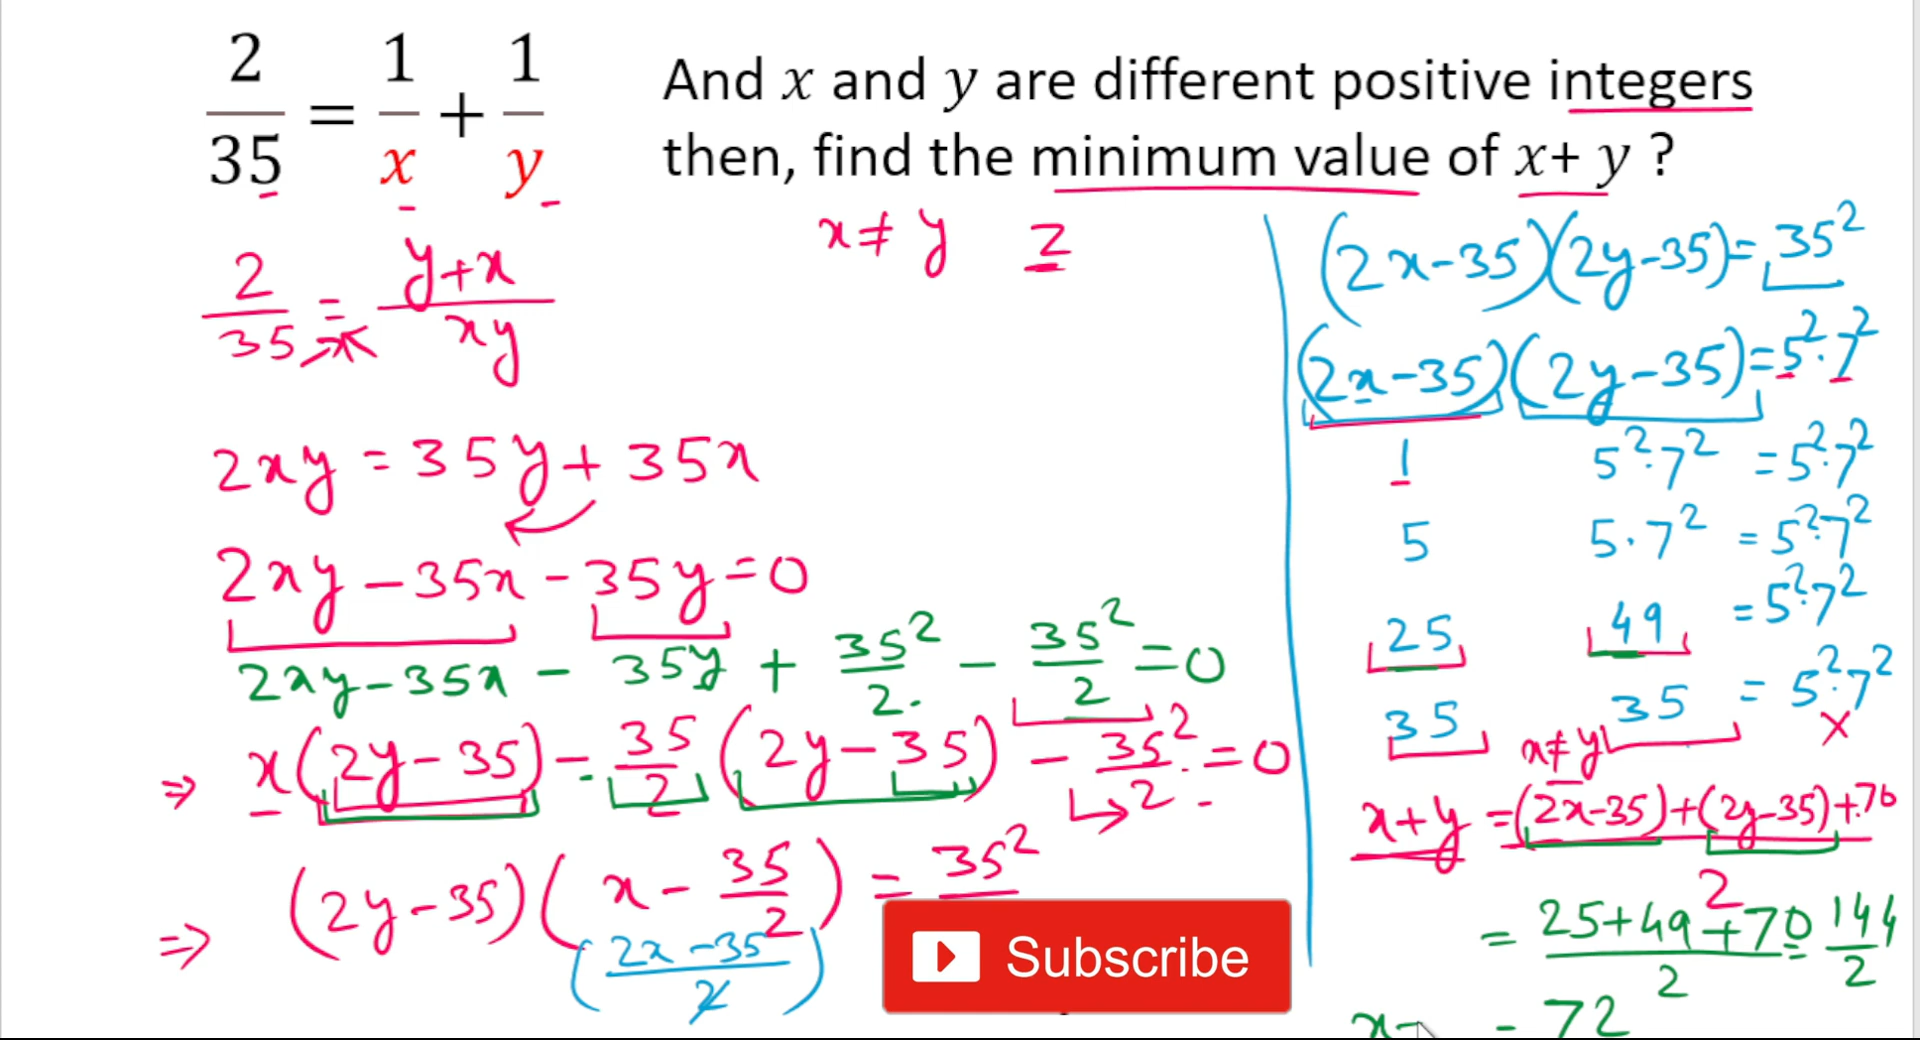 2/35 = 1/x + 1/y
And x and y are different positive integers
then, find the minimum value of x+ y ?
x ≠ y  z
2/35 = (y+x)/(xy)
2xy = 35y + 35x
2xy - 35x - 35y = 0
2xy - 35x - 35y + 35²/2 - 35²/2 = 0
⇒ x(2y - 35) - 35/2 (2y - 35) - 35²/2 = 0
⇒ (2y - 35)(x - 35/2) = 35²
((2x - 35)/2)
(2x-35)(2y-35) = 35²
(2x-35)(2y-35) = 5².7²
1  5².7² = 5².7²
5  5.7² = 5².7²
25  49 = 5².7²
35  35 = 5².7²
x≠y  X
x+y = ((2x-35)+(2y-35)+70)/2
= (25+49+70)/2 = 144/2
x+ = 72
Subscribe